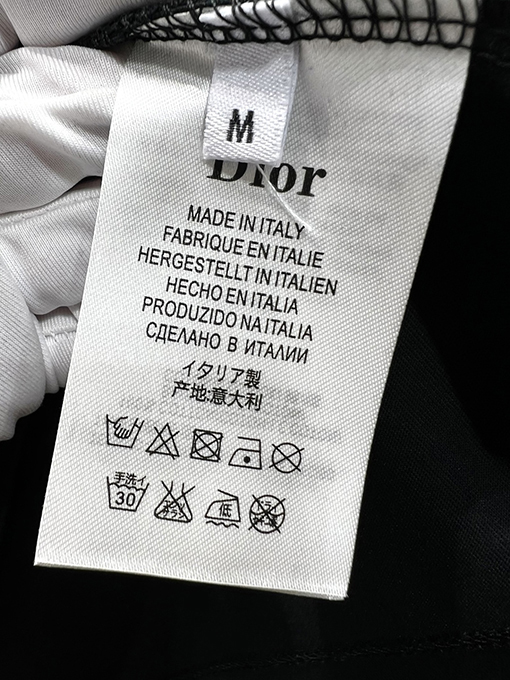 M
Dior
MADE IN ITALY
FABRIQUE EN ITALIE
HERGESTELLT IN ITALIEN
HECHO EN ITALIA
PRODUZIDO NA ITALIA
СДЕЛАНО В ИТАЛИИ
イタリア製
产地:意大利
手洗イ
30 低